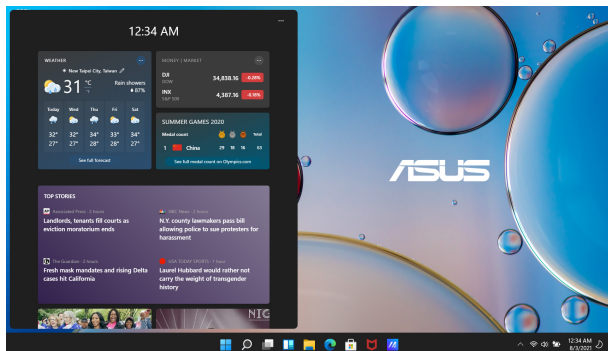 12:34 AM
...
WEATHER
New Taipei City, Taiwan
31 °C
°F
Rain showers
87%
Today Wed Thu Fri Sat
32° 32° 34° 33° 34°
27° 27° 28° 28° 27°
See full forecast
MONEY | MARKET
DJI
DOW
34,838.16 -0.28%
INX
S&P 500
4,387.16 -0.18%
SUMMER GAMES 2020
Medal count Total
1 China 29 18 16 63
See full medal count on Olympics.com
TOP STORIES
AP Associated Press · 2 hours
Landlords, tenants fill courts as
eviction moratorium ends
NBC News · 6 hours
N.Y. county lawmakers pass bill
allowing police to sue protesters for
harassment
The Guardian · 2 hours
Fresh mask mandates and rising Delta
cases hit California
USA TODAY SPORTS · 1 hour
Laurel Hubbard would rather not
carry the weight of transgender
history
NIG
ASUS
12:34 AM
8/3/2021